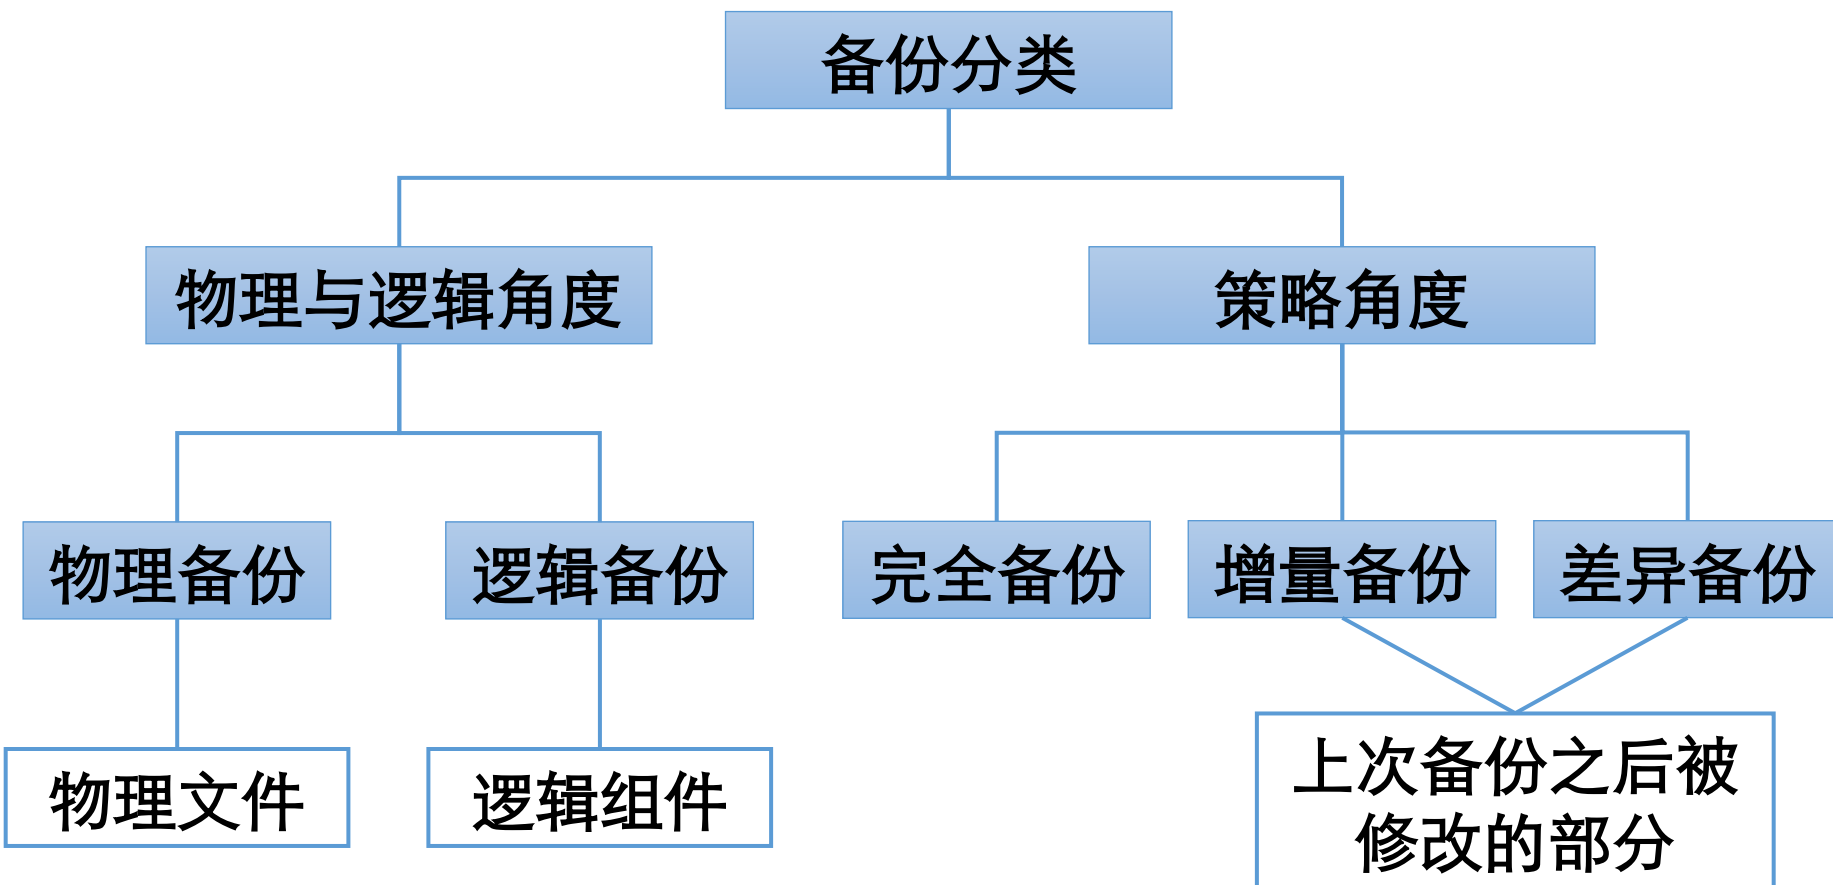 备份分类
物理与逻辑角度
策略角度
物理备份
逻辑备份
完全备份
增量备份
差异备份
物理文件
逻辑组件
上次备份之后被
修改的部分